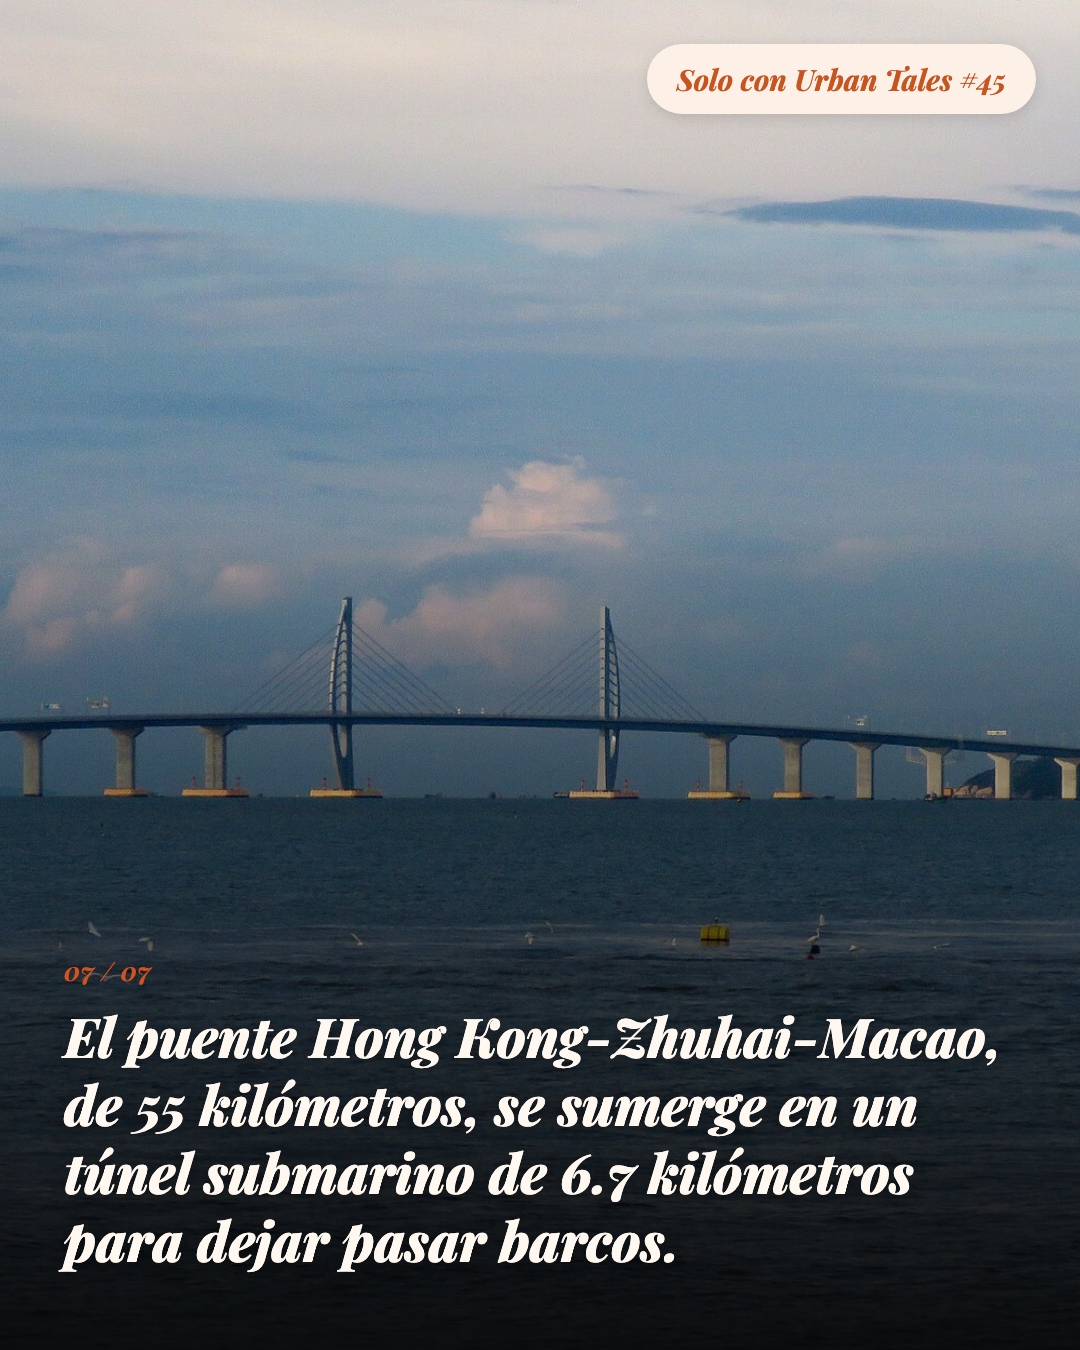 Solo con Urban Tales #45
07/07
El puente Hong Kong-Zhuhai-Macao,
de 55 kilómetros, se sumerge en un
túnel submarino de 6.7 kilómetros
para dejar pasar barcos.